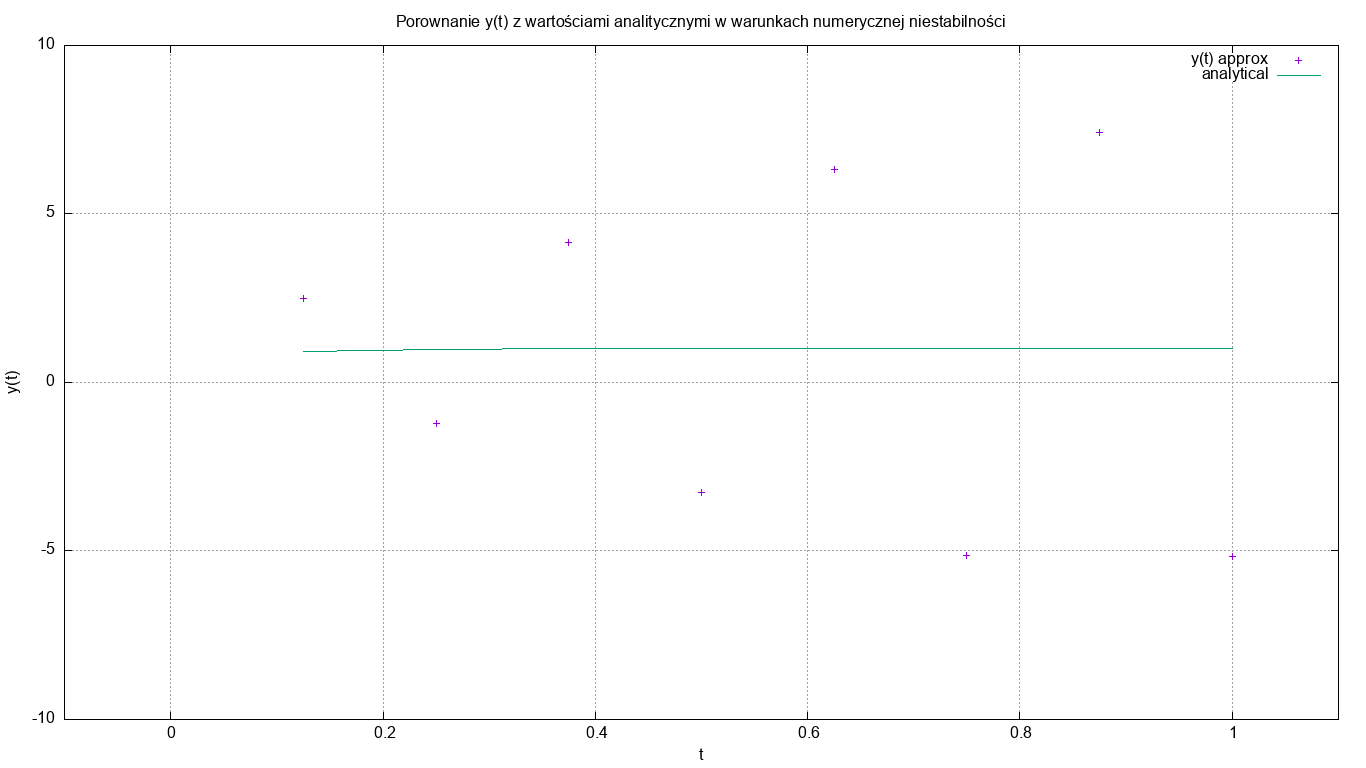 Porownanie y(t) z wartościami analitycznymi w warunkach numerycznej niestabilności
y(t) approx
analytical
10
5
0
-5
-10
y(t)
0 0.2 0.4 0.6 0.8 1
t